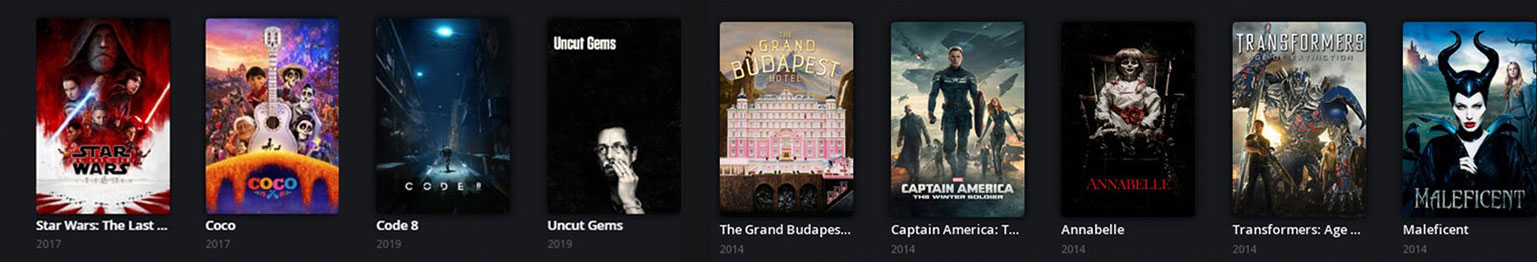 STAR
WARS
Star Wars: The Last ...
2017
COCO
Coco
2017
CODE 8
Code 8
2019
Uncut Gems
Uncut Gems
2019
THE
GRAND
BUDAPEST
HOTEL
The Grand Budapes...
2014
MARVEL
CAPTAIN AMERICA
THE WINTER SOLDIER
Captain America: T...
2014
ANNABELLE
Annabelle
2014
TRANSFORMERS
AGE OF EXTINCTION
Transformers: Age ...
2014
MALEFICENT
Maleficent
2014